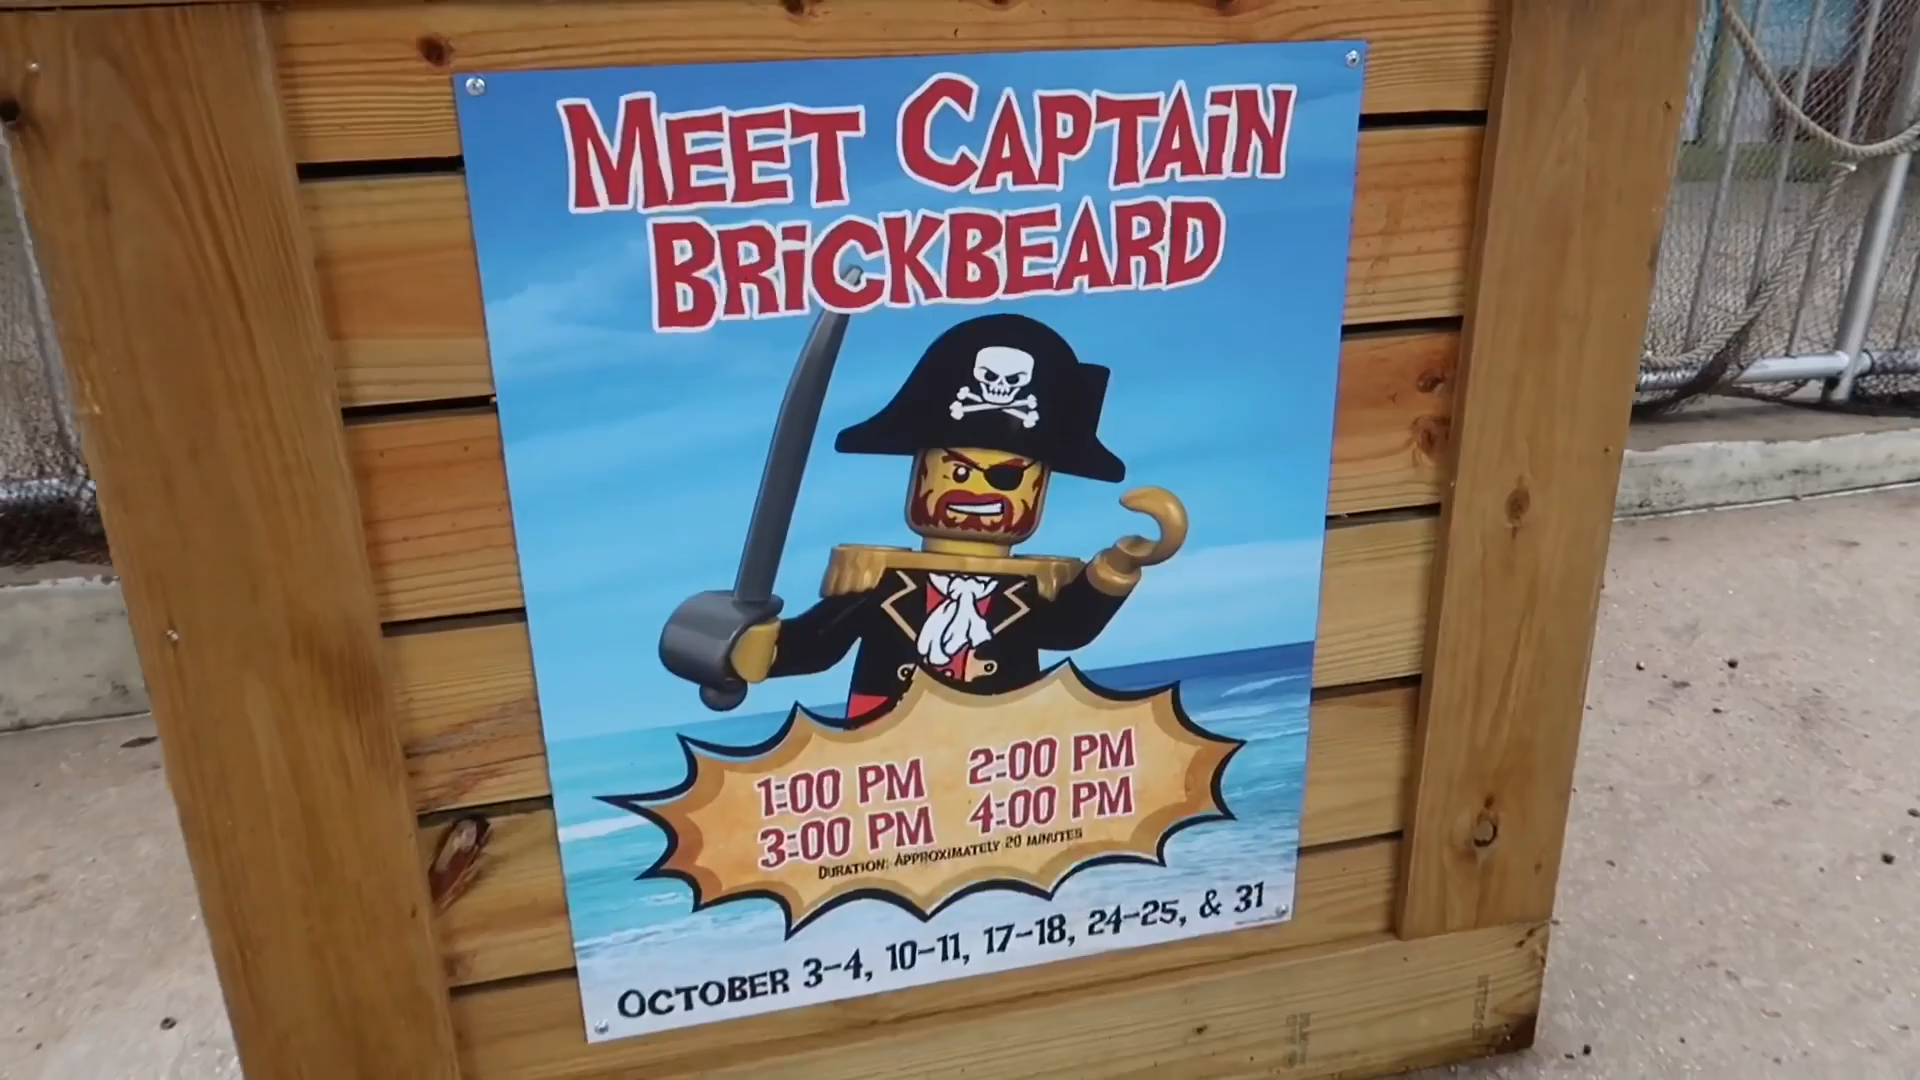 MEET CAPTAiN
BRiCKBEARD
1:00 PM 2:00 PM
3:00 PM 4:00 PM
DURATION: APPROXIMATELY 20 MINUTES
OCTOBER 3-4, 10-11, 17-18, 24-25, & 31